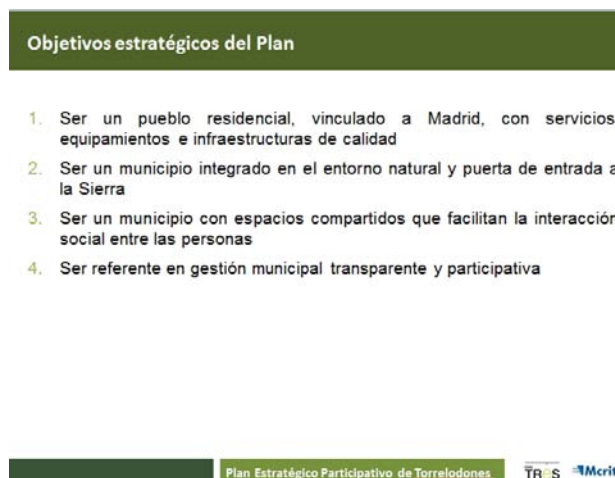 Objetivos estratégicos del Plan
1. Ser un pueblo residencial, vinculado a Madrid, con servicios
equipamientos e infraestructuras de calidad
2. Ser un municipio integrado en el entorno natural y puerta de entrada a
la Sierra
3. Ser un municipio con espacios compartidos que facilitan la interacción
social entre las personas
4. Ser referente en gestión municipal transparente y participativa
Plan Estratégico Participativo de Torrelodones
TReS Mcrit